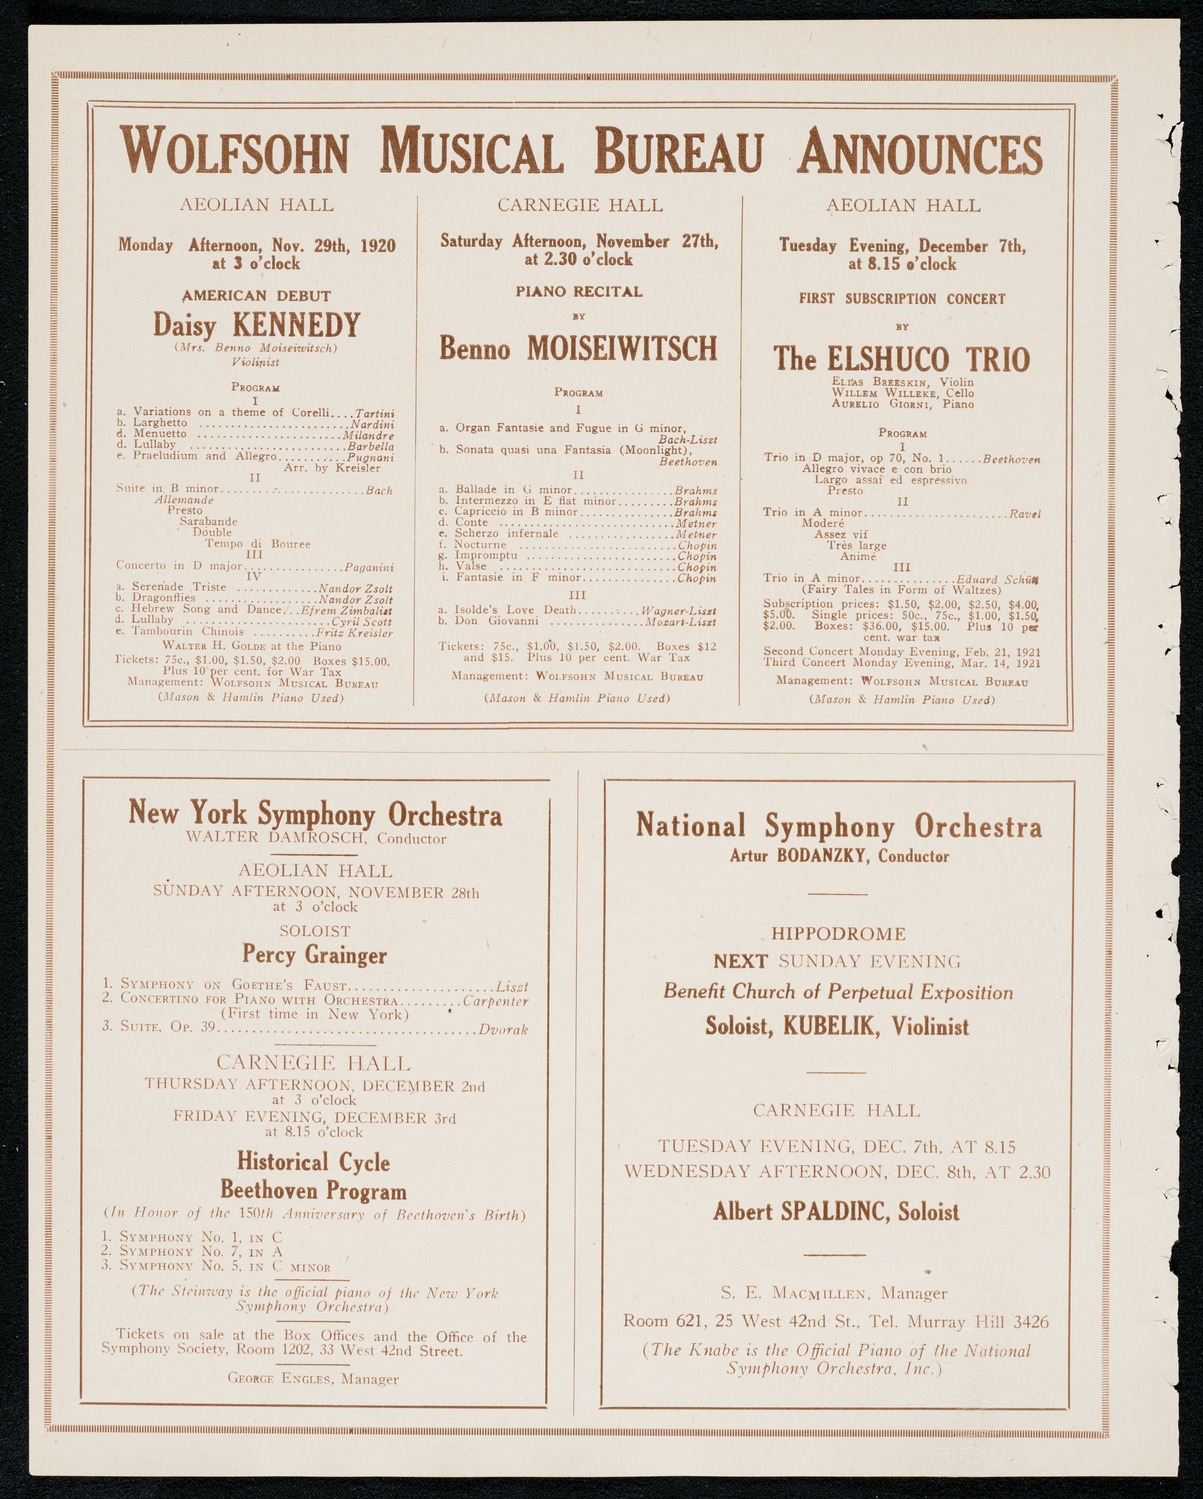 WOLFSOHN MUSICAL BUREAU ANNOUNCES
AEOLIAN HALL
Monday Afternoon, Nov. 29th, 1920
at 3 o'clock
AMERICAN DEBUT
Daisy KENNEDY
(Mrs. Benno Moiseiwitsch)
Violinist
PROGRAM
I
a. Variations on a theme of Corelli....Tartini
b. Larghetto ........................Nardini
d. Menuetto .......................Milandre
d. Lullaby .........................Barbella
e. Praeludium and Allegro...........Pugnani
Arr. by Kreisler
II
Suite in B minor.......................Bach
Allemande
Presto
Sarabande
Double
Tempo di Bouree
III
Concerto in D major................Paganini
IV
a. Serenade Triste .............Nandor Zsolt
b. Dragonflies ..................Nandor Zsolt
c. Hebrew Song and Dance...Efrem Zimbalist
d. Lullaby .......................Cyril Scott
e. Tambourin Chinois ..........Fritz Kreisler
WALTER H. GOLDE at the Piano
Tickets: 75c., $1.00, $1.50, $2.00 Boxes $15.00.
Plus 10 per cent. for War Tax
Management: WOLFSOHN MUSICAL BUREAU
(Mason & Hamlin Piano Used)
CARNEGIE HALL
Saturday Afternoon, November 27th,
at 2.30 o'clock
PIANO RECITAL
BY
Benno MOISEIWITSCH
PROGRAM
I
a. Organ Fantasie and Fugue in G minor,
Bach-Liszt
b. Sonata quasi una Fantasia (Moonlight),
Beethoven
II
a. Ballade in G minor................Brahms
b. Intermezzo in E flat minor.........Brahms
c. Capriccio in B minor...............Brahms
d. Conte ............................Metner
e. Scherzo infernale .................Metner
f. Nocturne .........................Chopin
g. Impromptu ........................Chopin
h. Valse ............................Chopin
i. Fantasie in F minor...............Chopin
III
a. Isolde's Love Death..........Wagner-Liszt
b. Don Giovanni ...............Mozart-Liszt
Tickets: 75c., $1.00, $1.50, $2.00. Boxes $12
and $15. Plus 10 per cent. War Tax
Management: WOLFSOHN MUSICAL BUREAU
(Mason & Hamlin Piano Used)
AEOLIAN HALL
Tuesday Evening, December 7th,
at 8.15 o'clock
FIRST SUBSCRIPTION CONCERT
BY
The ELSHUCO TRIO
ELIAS BREESKIN, Violin
WILLEM WILLEKE, Cello
AURELIO GIORNI, Piano
PROGRAM
I
Trio in D major, op 70, No. 1......Beethoven
Allegro vivace e con brio
Largo assai ed espressivo
Presto
II
Trio in A minor.......................Ravel
Moderé
Assez vif
Très large
Animé
III
Trio in A minor...............Eduard Schütt
(Fairy Tales in Form of Waltzes)
Subscription prices: $1.50, $2.00, $2.50, $4.00,
$5.00. Single prices: 50c., 75c., $1.00, $1.50,
$2.00. Boxes: $36.00, $15.00. Plus 10 per
cent. war tax
Second Concert Monday Evening, Feb. 21, 1921
Third Concert Monday Evening, Mar. 14, 1921
Management: WOLFSOHN MUSICAL BUREAU
(Mason & Hamlin Piano Used)
New York Symphony Orchestra
WALTER DAMROSCH, Conductor
AEOLIAN HALL
SUNDAY AFTERNOON, NOVEMBER 28th
at 3 o'clock
SOLOIST
Percy Grainger
1. SYMPHONY ON GOETHE'S FAUST.....................Liszt
2. CONCERTINO FOR PIANO WITH ORCHESTRA.........Carpenter
(First time in New York)
3. SUITE, OP. 39.....................................Dvorak
CARNEGIE HALL
THURSDAY AFTERNOON, DECEMBER 2nd
at 3 o'clock
FRIDAY EVENING, DECEMBER 3rd
at 8.15 o'clock
Historical Cycle
Beethoven Program
(In Honor of the 150th Anniversary of Beethoven's Birth)
1. SYMPHONY No. 1, IN C
2. SYMPHONY No. 7, IN A
3. SYMPHONY No. 5, IN C MINOR
(The Steinway is the official piano of the New York
Symphony Orchestra)
Tickets on sale at the Box Offices and the Office of the
Symphony Society, Room 1202, 33 West 42nd Street.
GEORGE ENGLES, Manager
National Symphony Orchestra
Artur BODANZKY, Conductor
HIPPODROME
NEXT SUNDAY EVENING
Benefit Church of Perpetual Exposition
Soloist, KUBELIK, Violinist
CARNEGIE HALL
TUESDAY EVENING, DEC. 7th, AT 8.15
WEDNESDAY AFTERNOON, DEC. 8th, AT 2.30
Albert SPALDINC, Soloist
S. E. MACMILLEN, Manager
Room 621, 25 West 42nd St., Tel. Murray Hill 3426
(The Knabe is the Official Piano of the National
Symphony Orchestra, Inc.)